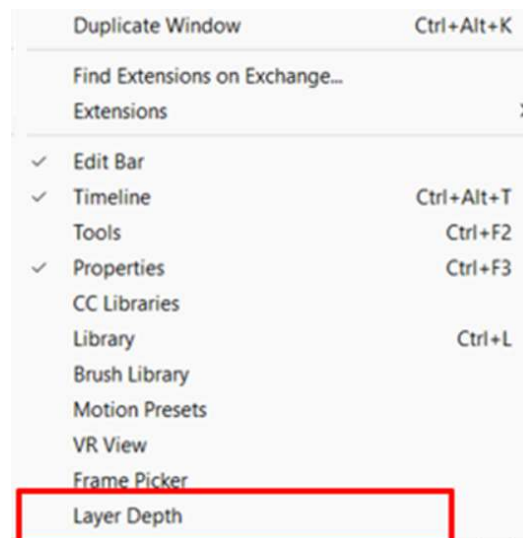 Duplicate Window Ctrl+Alt+K
Find Extensions on Exchange...
Extensions
Edit Bar
Timeline Ctrl+Alt+T
Tools Ctrl+F2
Properties Ctrl+F3
CC Libraries
Library Ctrl+L
Brush Library
Motion Presets
VR View
Frame Picker
Layer Depth